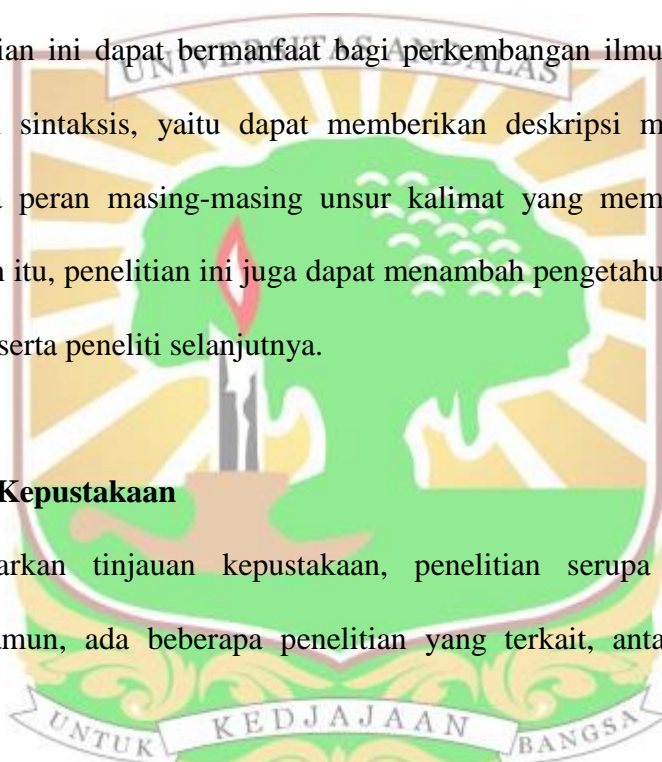 ian ini dapat bermanfaat bagi perkembangan ilmu
UNIVERSITAS ANDALAS
sintaksis, yaitu dapat memberikan deskripsi m
peran masing-masing unsur kalimat yang mem
itu, penelitian ini juga dapat menambah pengetahu
serta peneliti selanjutnya.
Kepustakaan
arkan tinjauan kepustakaan, penelitian serupa
amun, ada beberapa penelitian yang terkait, anta
UNTUK KEDJAJAAN BANGSA